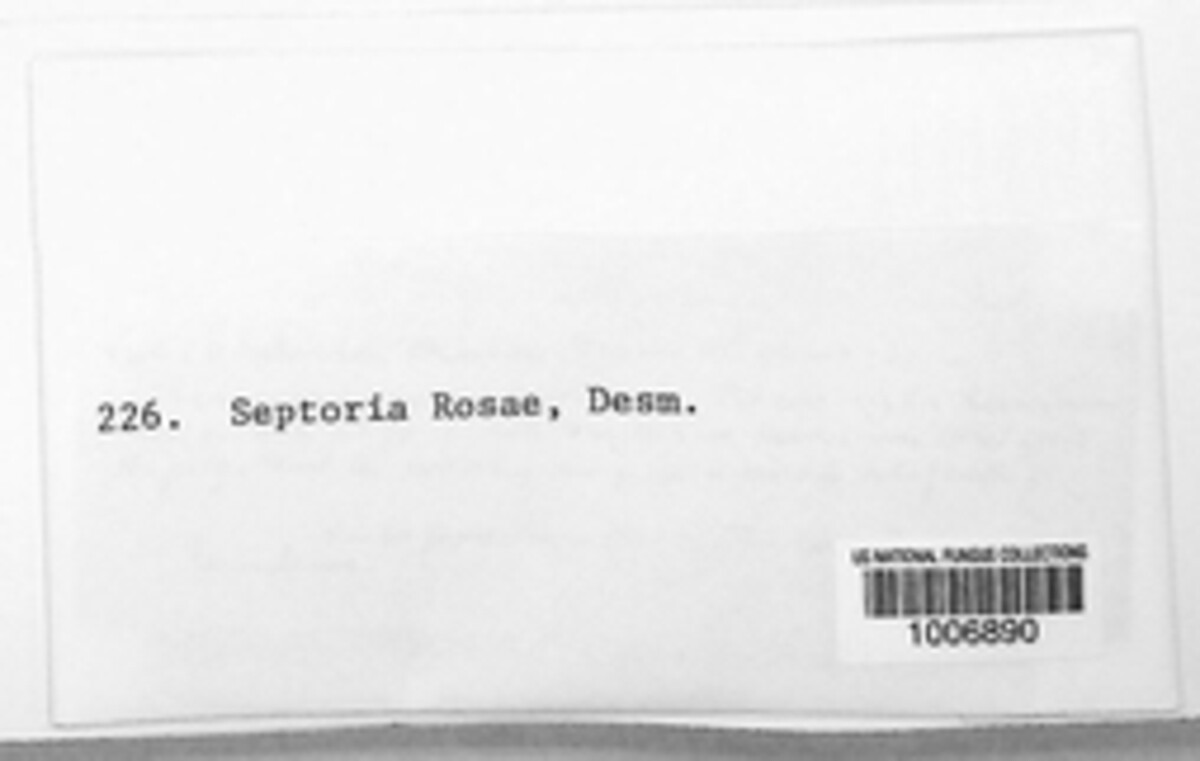 226. Septoria Rosae, Desm.
US NATIONAL FUNGUS COLLECTIONS
1006890